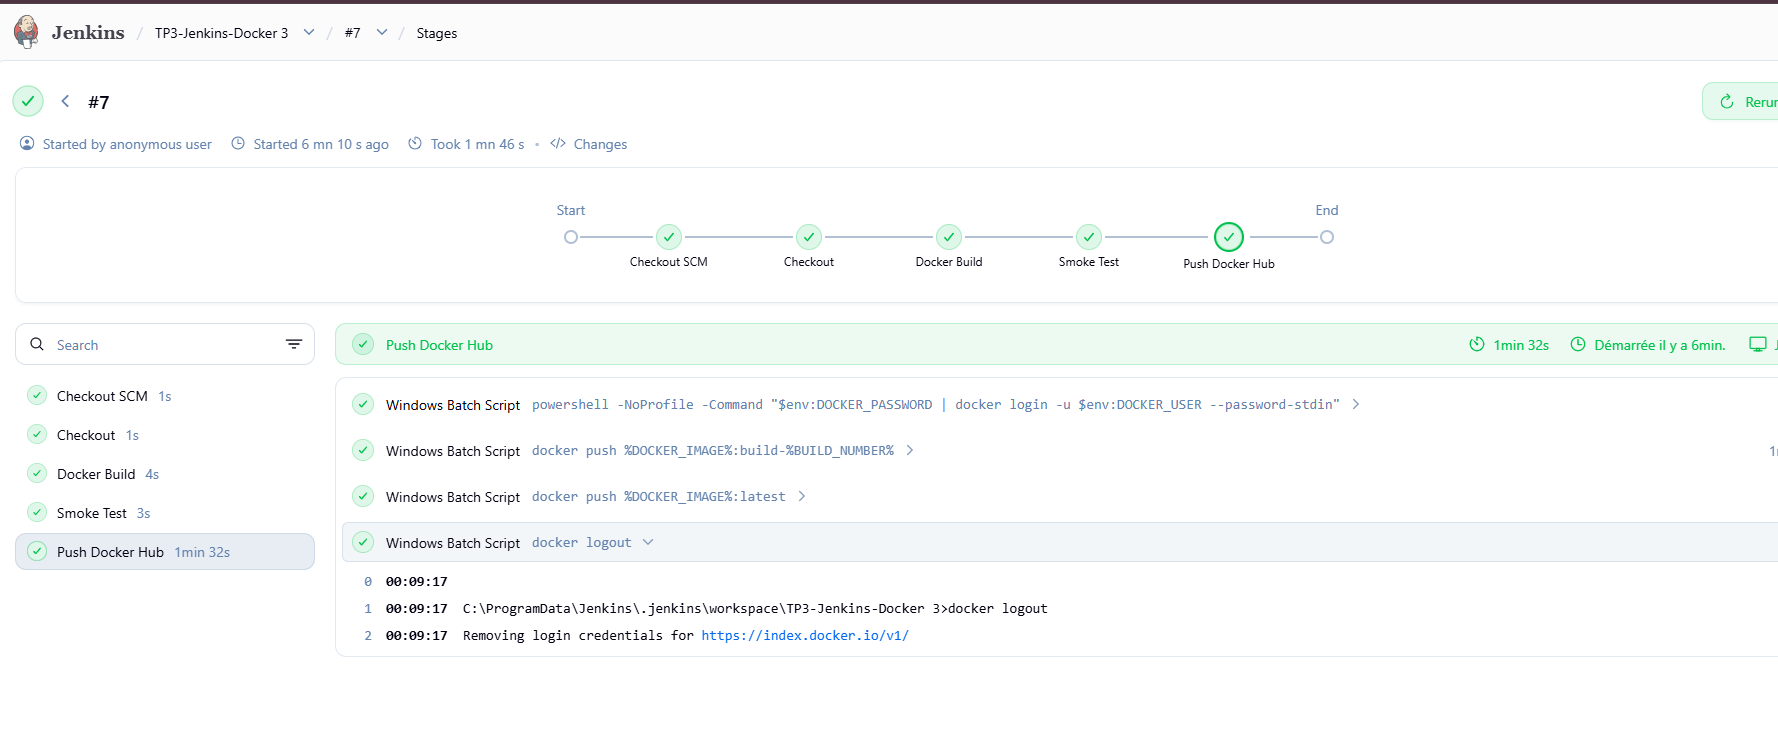 Jenkins / TP3-Jenkins-Docker 3 / #7 / Stages
#7
Rerun
Started by anonymous user Started 6 mn 10 s ago Took 1 mn 46 s • Changes
Start End
Checkout SCM Checkout Docker Build Smoke Test Push Docker Hub
Search
Checkout SCM 1s
Checkout 1s
Docker Build 4s
Smoke Test 3s
Push Docker Hub 1min 32s
Push Docker Hub 1min 32s Démarrée il y a 6min.
Windows Batch Script powershell -NoProfile -Command "$env:DOCKER_PASSWORD | docker login -u $env:DOCKER_USER --password-stdin"
Windows Batch Script docker push %DOCKER_IMAGE%:build-%BUILD_NUMBER%
Windows Batch Script docker push %DOCKER_IMAGE%:latest
Windows Batch Script docker logout
0 00:09:17
1 00:09:17 C:\ProgramData\Jenkins\.jenkins\workspace\TP3-Jenkins-Docker 3>docker logout
2 00:09:17 Removing login credentials for https://index.docker.io/v1/